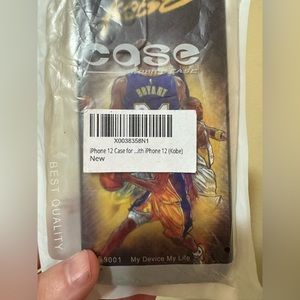 Kobe
case
BRYANT
24
X0038358N1
iPhone 12 Case for ...ith iPhone 12 (Kobe)
New
BEST QUALITY
9001
My Device My Life